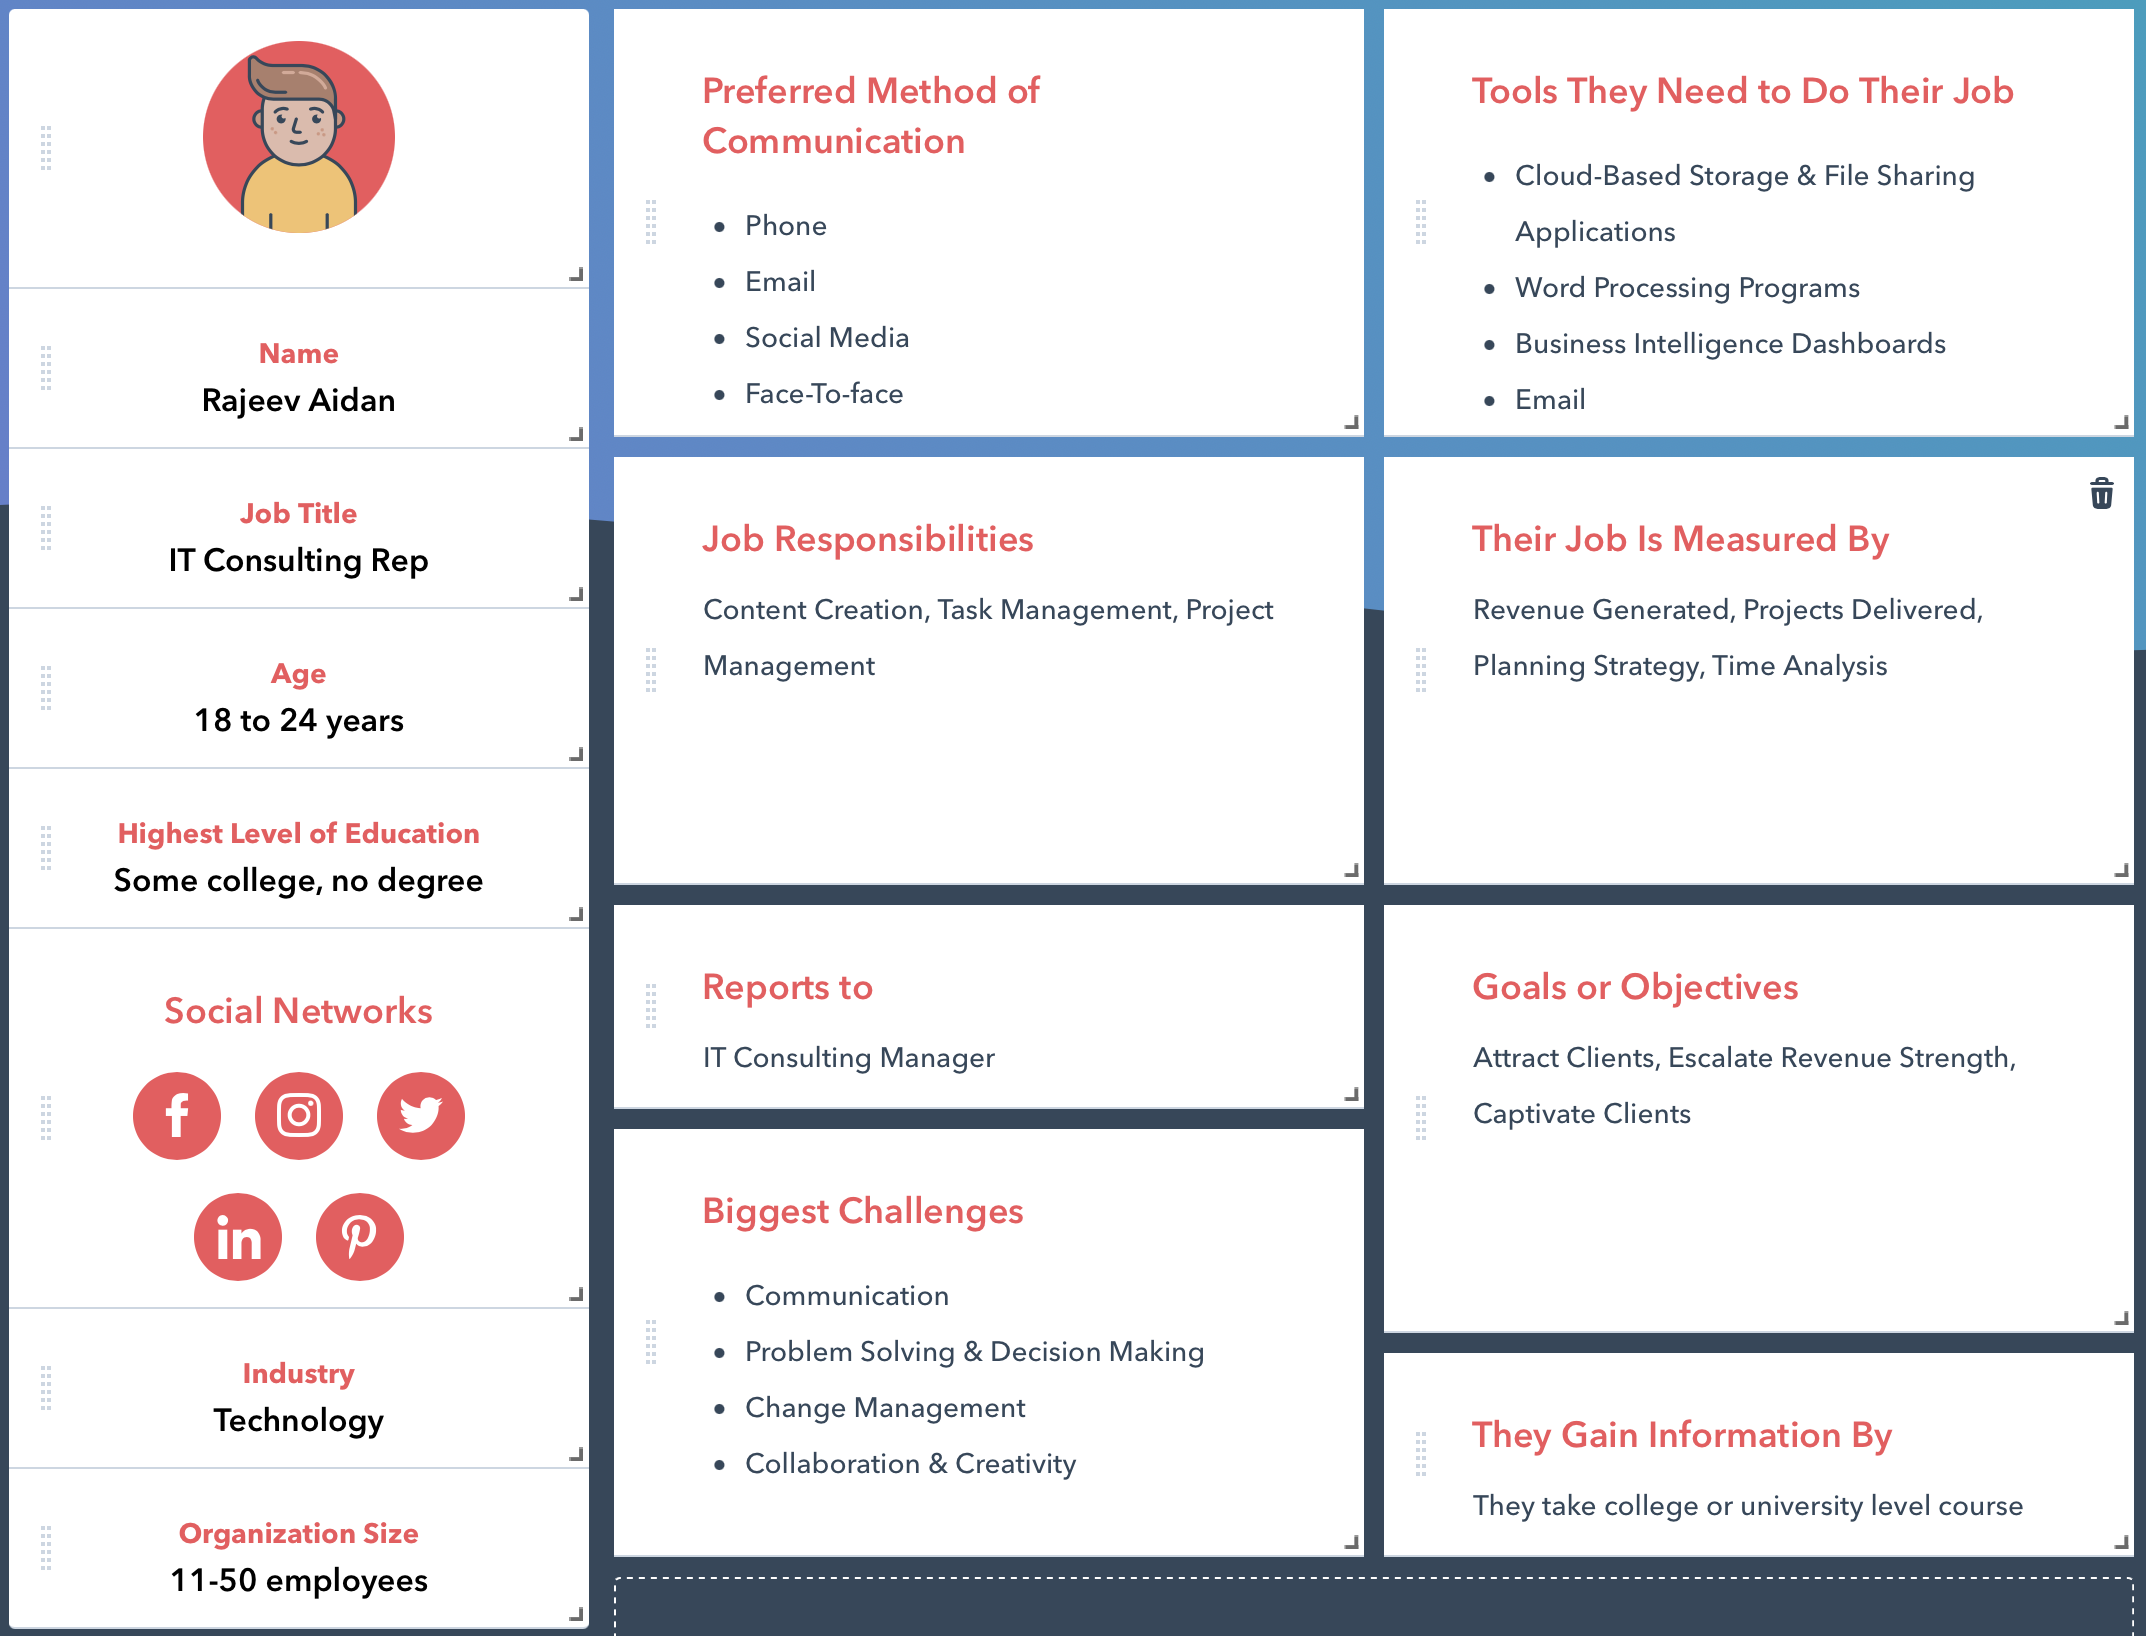 Name
Rajeev Aidan
Job Title
IT Consulting Rep
Age
18 to 24 years
Highest Level of Education
Some college, no degree
Social Networks
Industry
Technology
Organization Size
11-50 employees
Preferred Method of
Communication
Phone
Email
Social Media
Face-To-face
Tools They Need to Do Their Job
Cloud-Based Storage & File Sharing
Applications
Word Processing Programs
Business Intelligence Dashboards
Email
Job Responsibilities
Content Creation, Task Management, Project
Management
Their Job Is Measured By
Revenue Generated, Projects Delivered,
Planning Strategy, Time Analysis
Reports to
IT Consulting Manager
Goals or Objectives
Attract Clients, Escalate Revenue Strength,
Captivate Clients
Biggest Challenges
Communication
Problem Solving & Decision Making
Change Management
Collaboration & Creativity
They Gain Information By
They take college or university level course